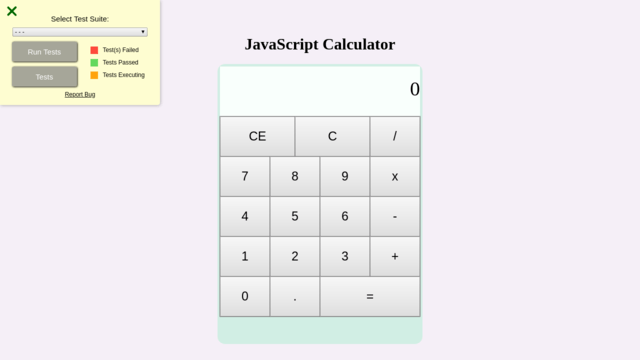 Select Test Suite:
- - -
Run Tests
Test(s) Failed
Tests Passed
Tests
Tests Executing
Report Bug
JavaScript Calculator
0
CE C /
7 8 9 x
4 5 6 -
1 2 3 +
0 . =